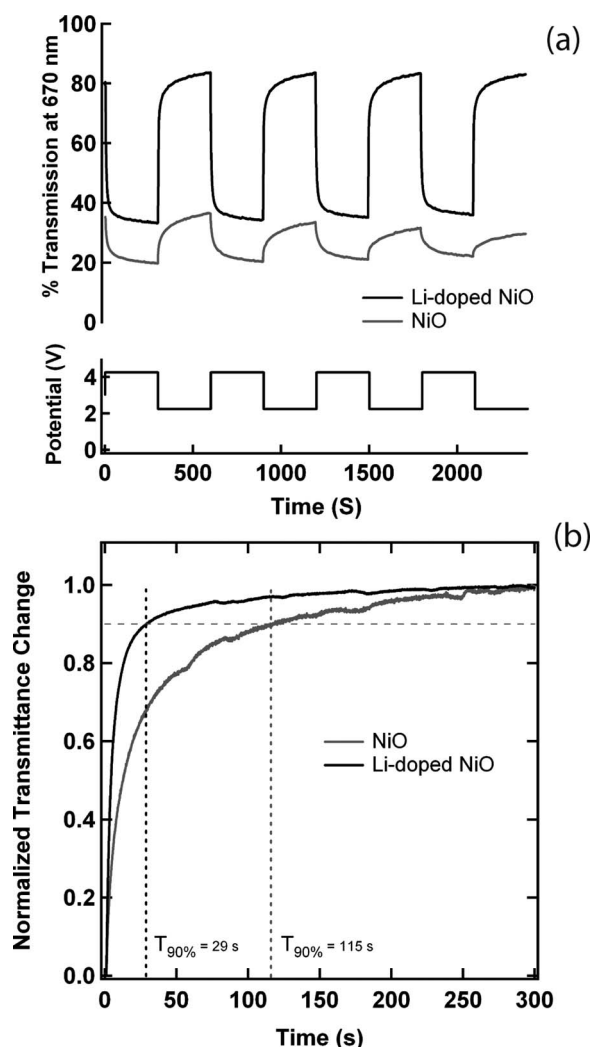 (a)
% Transmission at 670 nm
100
80
60
40
20
0
Li-doped NiO
NiO
Potential (V)
4
2
0
0 500 1000 1500 2000
Time (S)
(b)
Normalized Transmittance Change
1.0
0.8
0.6
0.4
0.2
0.0
NiO
Li-doped NiO
T90% = 29 s
T90% = 115 s
0 50 100 150 200 250 300
Time (s)